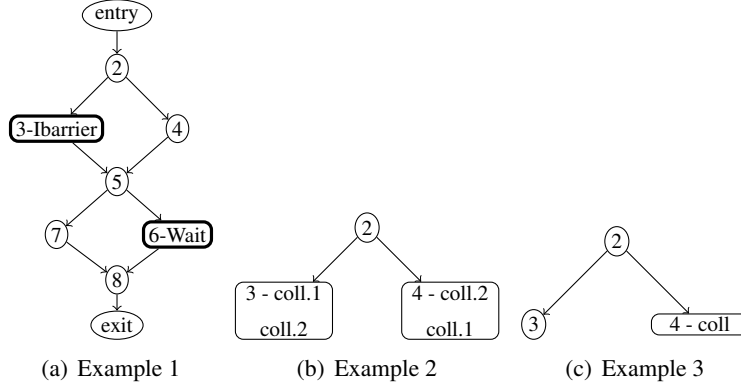 entry
2
3-Ibarrier
4
5
7
6-Wait
8
exit
(a) Example 1
2
3 - coll.1
coll.2
4 - coll.2
coll.1
(b) Example 2
2
3
4 - coll
(c) Example 3